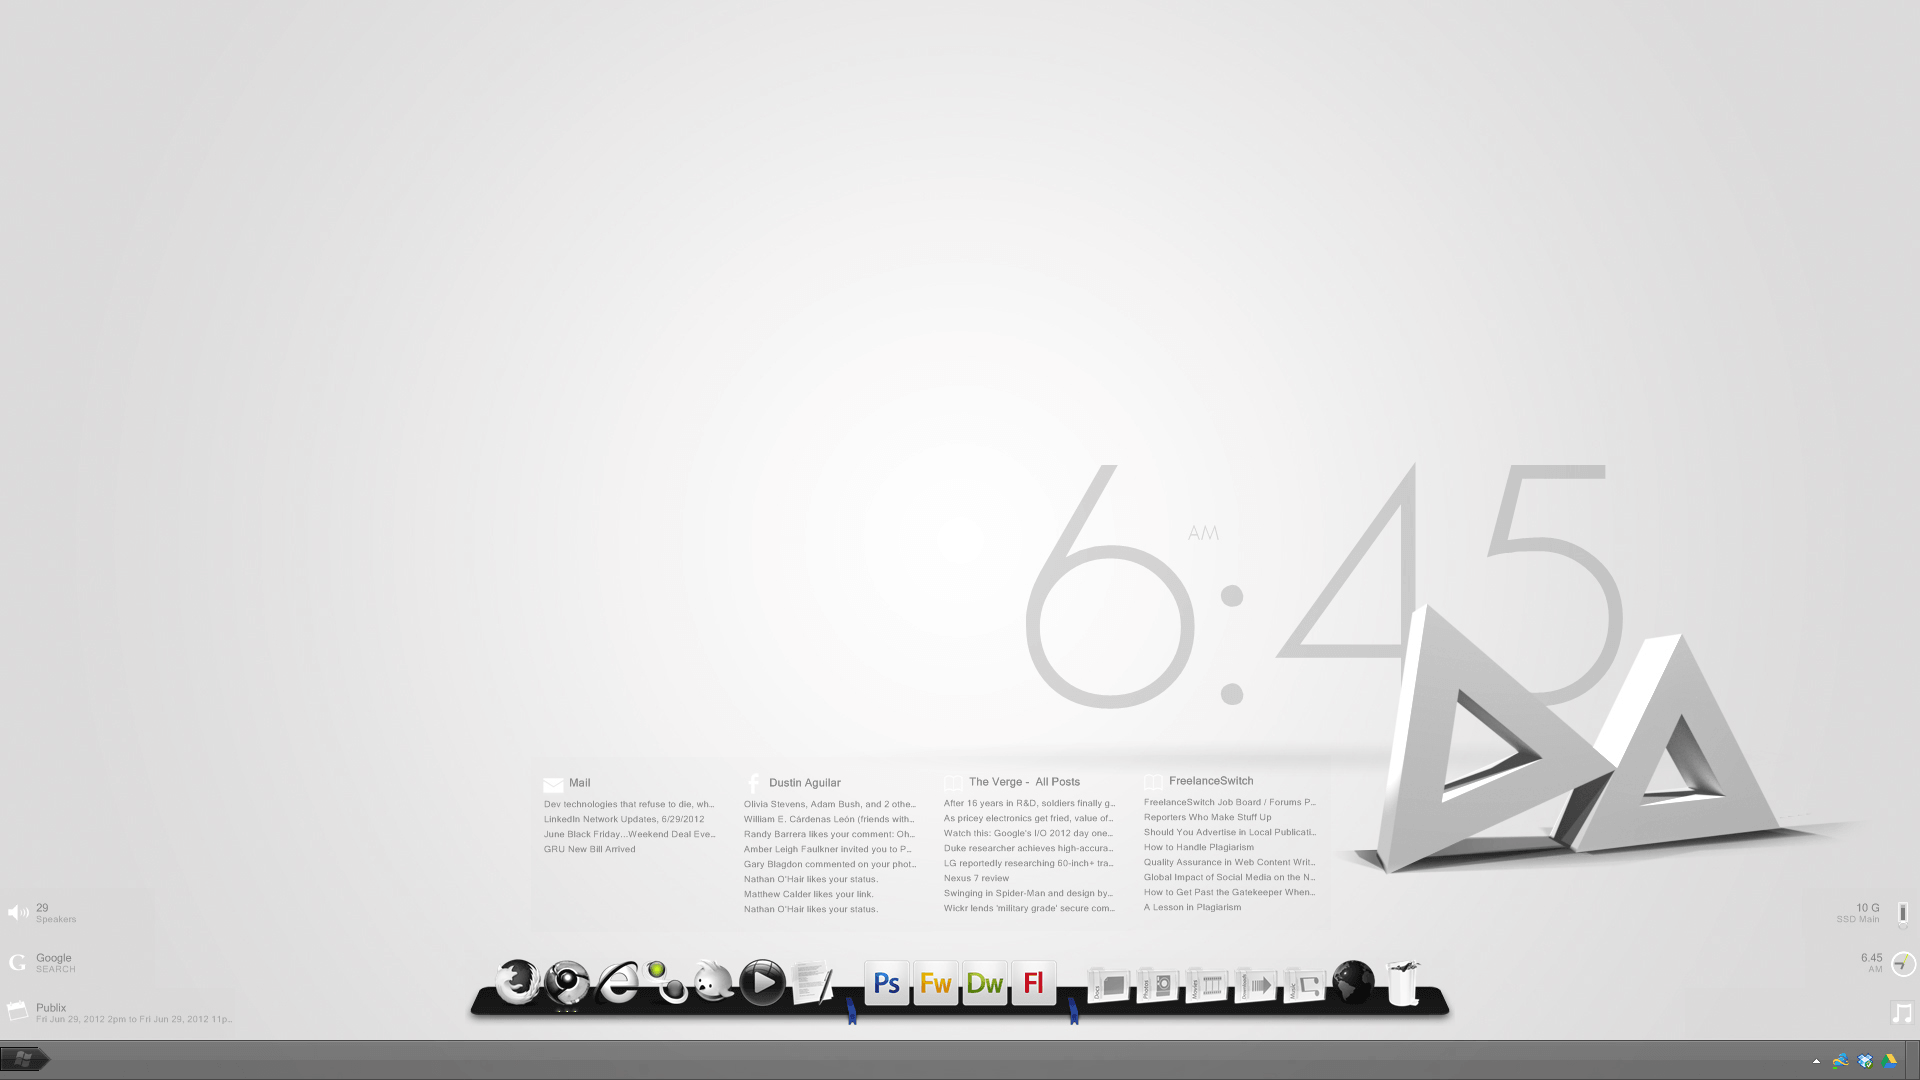 6:45
AM
Mail
Dev technologies that refuse to die, wh...
LinkedIn Network Updates, 6/29/2012
June Black Friday...Weekend Deal Eve...
GRU New Bill Arrived
Dustin Aguilar
Olivia Stevens, Adam Bush, and 2 othe...
William E. Cárdenas León (friends with...
Randy Barrera likes your comment: Oh...
Amber Leigh Faulkner invited you to P...
Gary Blagdon commented on your phot...
Nathan O'Hair likes your status.
Matthew Calder likes your link.
Nathan O'Hair likes your status.
The Verge - All Posts
After 16 years in R&D, soldiers finally g...
As pricey electronics get fried, value of...
Watch this: Google's I/O 2012 day one...
Duke researcher achieves high-accura...
LG reportedly researching 60-inch+ tra...
Nexus 7 review
Swinging in Spider-Man and design by...
Wickr lends 'military grade' secure com...
FreelanceSwitch
FreelanceSwitch Job Board / Forums P...
Reporters Who Make Stuff Up
Should You Advertise in Local Publicati...
How to Handle Plagiarism
Quality Assurance in Web Content Writ...
Global Impact of Social Media on the N...
How to Get Past the Gatekeeper When...
A Lesson in Plagiarism
29
Speakers
G
Google
SEARCH
Publix
Fri Jun 29, 2012 2pm to Fri Jun 29, 2012 11p...
10 G
SSD Main
6.45
AM
Ps
Fw
Dw
Fl
Docs
Photos
Movies
Downloads
Music